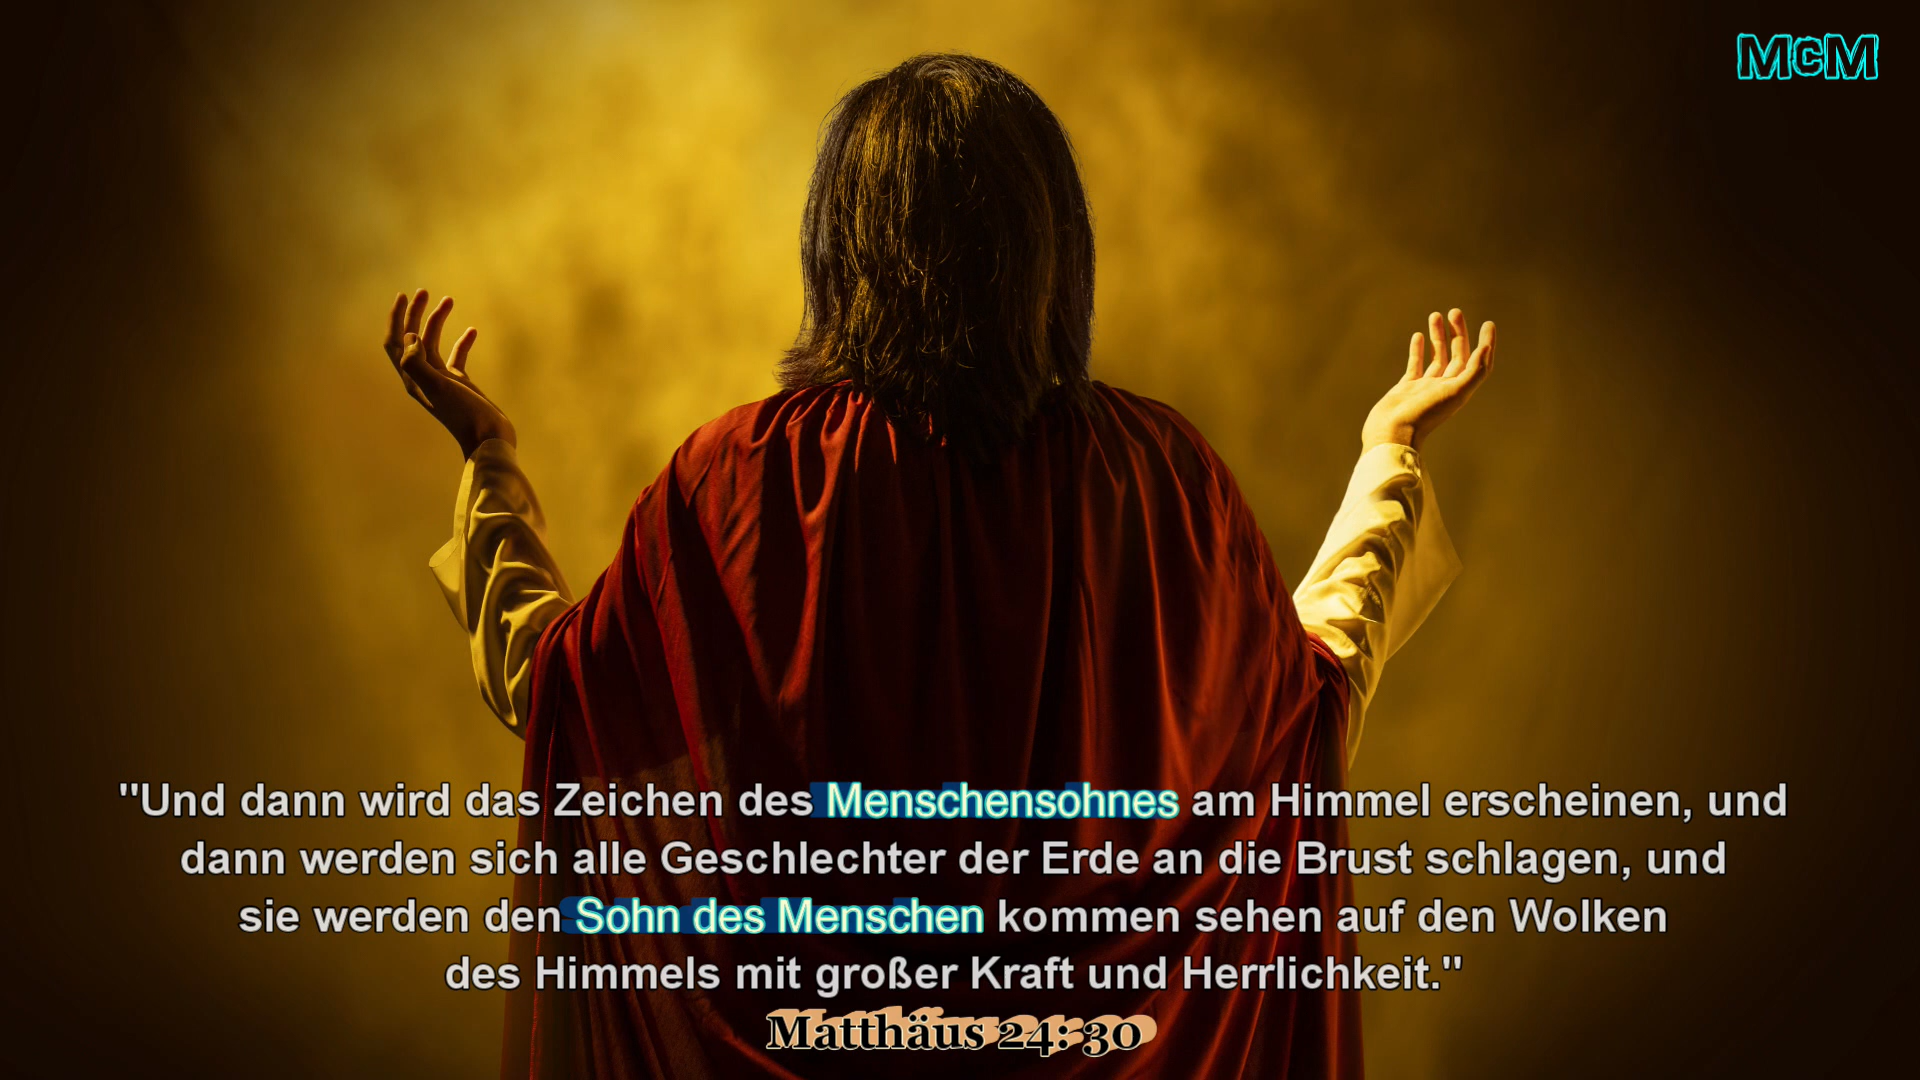 McM
"Und dann wird das Zeichen des Menschensohnes am Himmel erscheinen, und
dann werden sich alle Geschlechter der Erde an die Brust schlagen, und
sie werden den Sohn des Menschen kommen sehen auf den Wolken
des Himmels mit großer Kraft und Herrlichkeit."
Matthäus 24:30